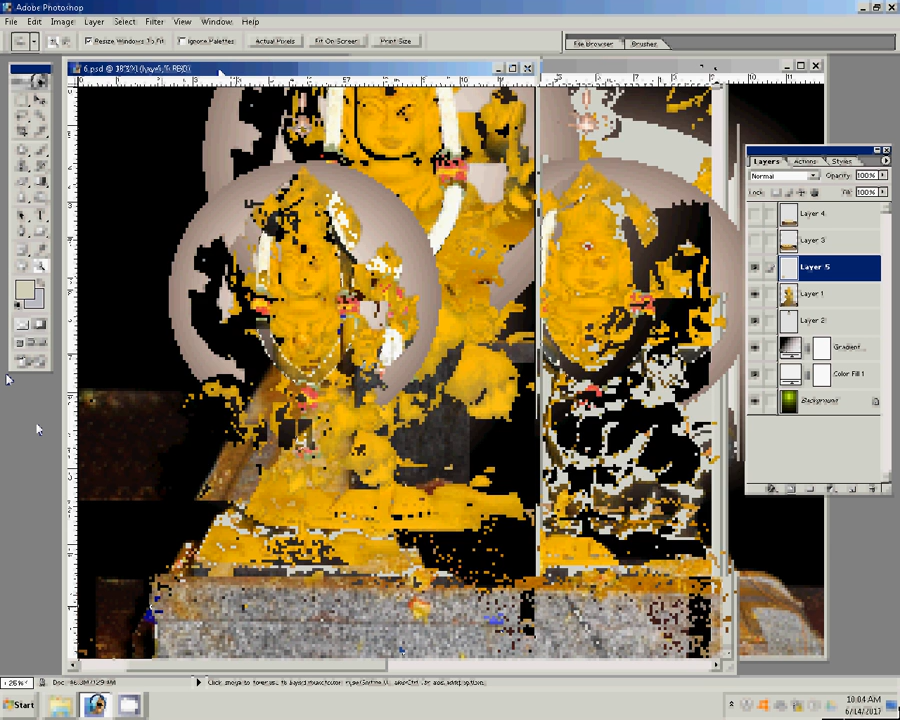 Adobe Photoshop
File Edit Image Layer Select Filter View Window Help
Resize Windows To Fit Ignore Palettes Actual Pixels Fit On Screen Print Size
File Browser Brushes
6.psd @
Layers Actions Styles
Normal Opacity: 100%
Lock: Fill: 100%
Layer 4
Layer 3
Layer 5
Layer 1
Layer 2
Gradient...
Color Fill 1
Background
Doc:
Start
10:04 AM
6/14/2017